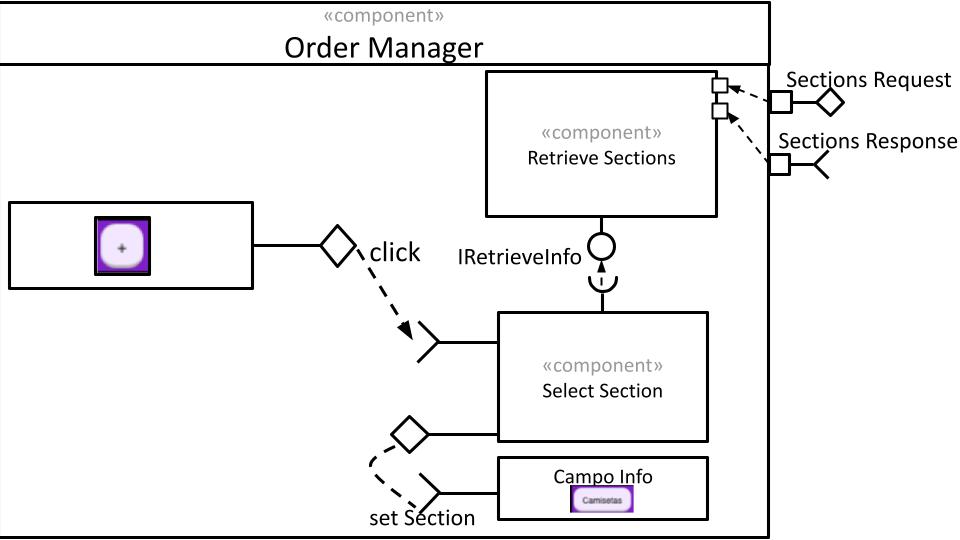 «component»
Order Manager
Sections Request
Sections Response
«component»
Retrieve Sections
+
click
IRetrieveInfo
«component»
Select Section
Campo Info
Camisetas
set Section